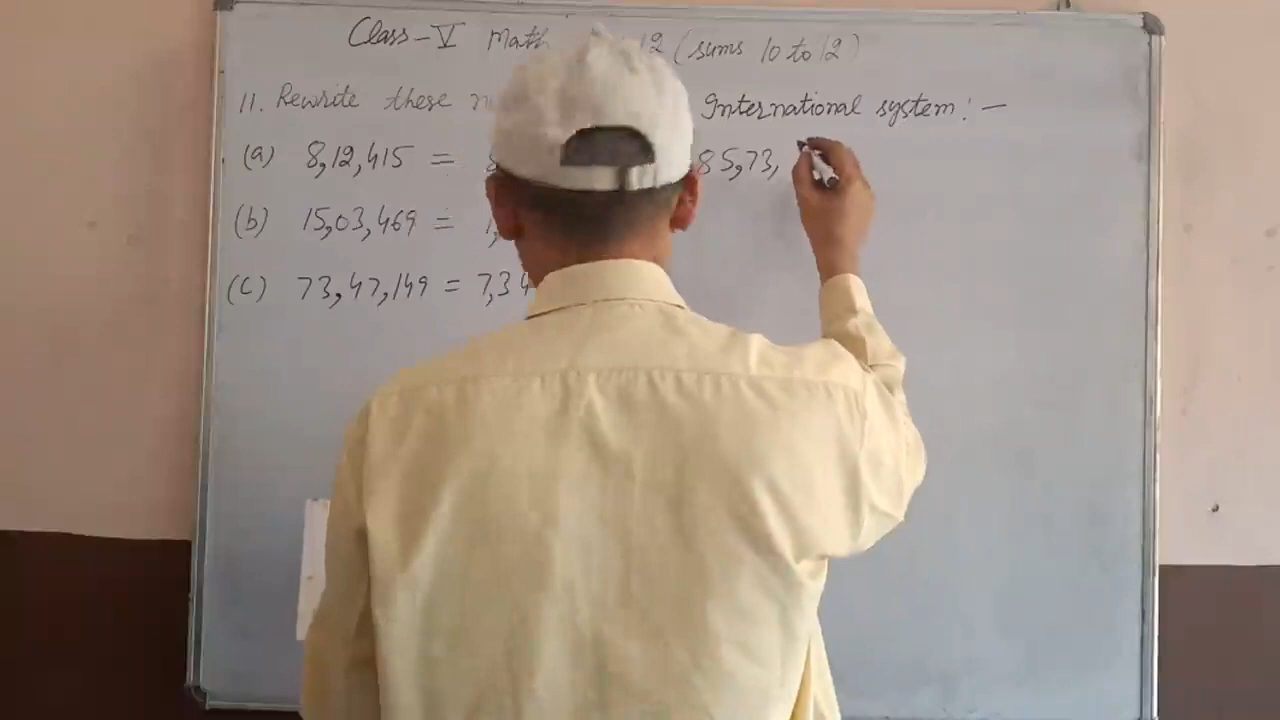 Class-V Math 12 (sums 10 to 12)
11. Rewrite these International system:-
(a) 8,12,415 = 85,73,
(b) 15,03,469 = 1,
(c) 73,47,149 = 7,34